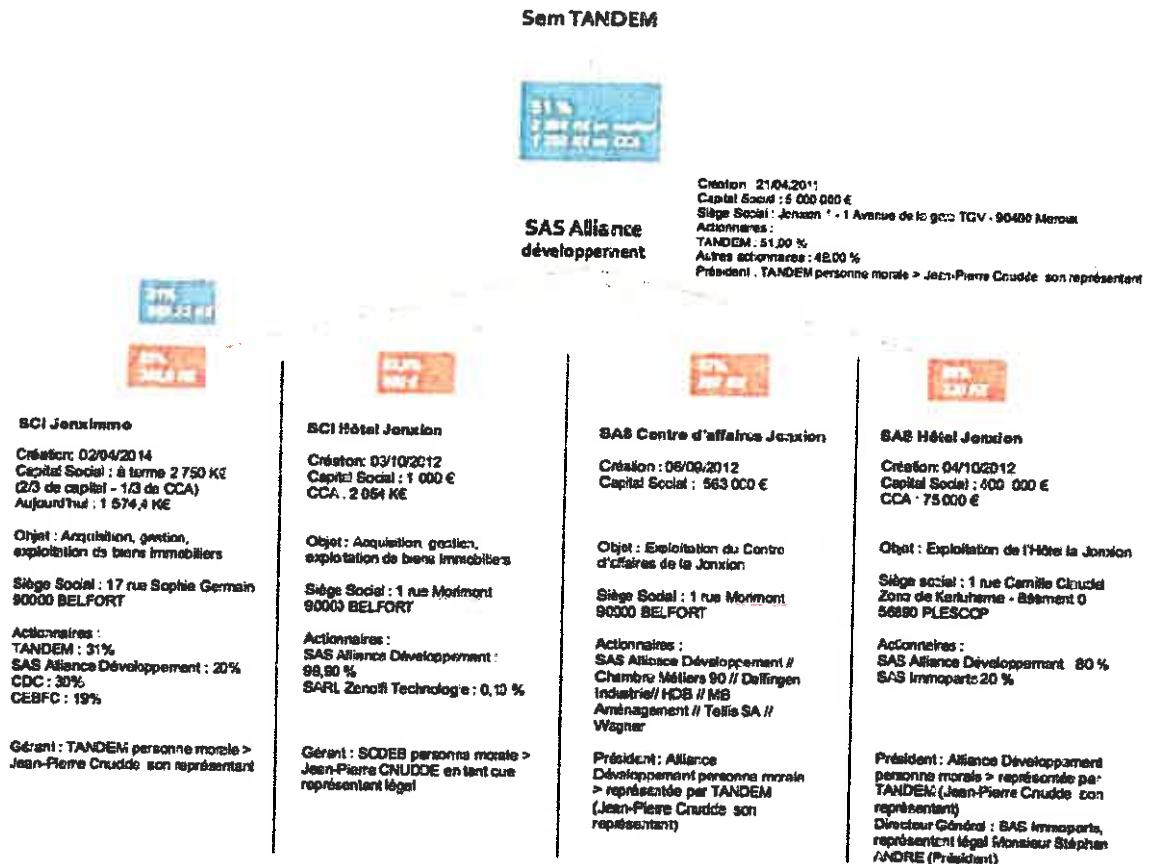 Sem TANDEM
51 %
en CCA
Création : 21/04/2011
Capital Social : 5 000 000 €
Siège Social : Jonxion 1 - 1 Avenue de la gare TGV - 90400 Meroux
Actionnaires :
TANDEM : 51,00 %
Autres actionnaires : 49,00 %
Président : TANDEM personne morale > Jean-Pierre Cnudde son représentant
SAS Alliance
développement
SCI Jonximmo
Création: 02/04/2014
Capital Social : à terme 2 750 K€
(2/3 de capital - 1/3 de CCA)
Aujourd'hui : 1 574,4 K€
Objet : Acquisition, gestion,
exploitation de biens immobiliers
Siège Social : 17 rue Sophie Germain
90000 BELFORT
Actionnaires :
TANDEM : 31%
SAS Alliance Développement : 20%
CDC : 30%
CEBFC : 19%
Gérant : TANDEM personne morale >
Jean-Pierre Cnudde son représentant
SCI Hôtel Jonxion
Création: 03/10/2012
Capital Social : 1 000 €
CCA : 2 054 K€
Objet : Acquisition, gestion,
exploitation de biens immobiliers
Siège Social : 1 rue Morimont
90000 BELFORT
Actionnaires :
SAS Alliance Développement :
99,90 %
SARL Zenoffi Technologie : 0,10 %
Gérant : SODEB personne morale >
Jean-Pierre CNUDDE en tant que
représentant légal
SAS Centre d'affaires Jonxion
Création : 06/09/2012
Capital Social : 563 000 €
Objet : Exploitation du Centre
d'affaires de la Jonxion
Siège Social : 1 rue Morimont
90000 BELFORT
Actionnaires :
SAS Alliance Développement //
Chambre Métiers 90 // Delfingen
Industrie// HDB // MB
Aménagement // Tellis SA //
Wagner
Président : Alliance
Développement personne morale
> représentée par TANDEM
(Jean-Pierre Cnudde son
représentant)
SAS Hôtel Jonxion
Création: 04/10/2012
Capital Social : 400 000 €
CCA : 75 000 €
Objet : Exploitation de l'Hôtel la Jonxion
Siège social : 1 rue Camille Claudel
Zone de Kerluherne - Bâtiment 0
56890 PLESCOP
Actionnaires :
SAS Alliance Développement 80 %
SAS Immoparts 20 %
Président : Alliance Développement
personne morale > représentée par
TANDEM (Jean-Pierre Cnudde son
représentant)
Directeur Général : SAS Immoparts,
représentant légal Monsieur Stéphan
ANDRE (Président)